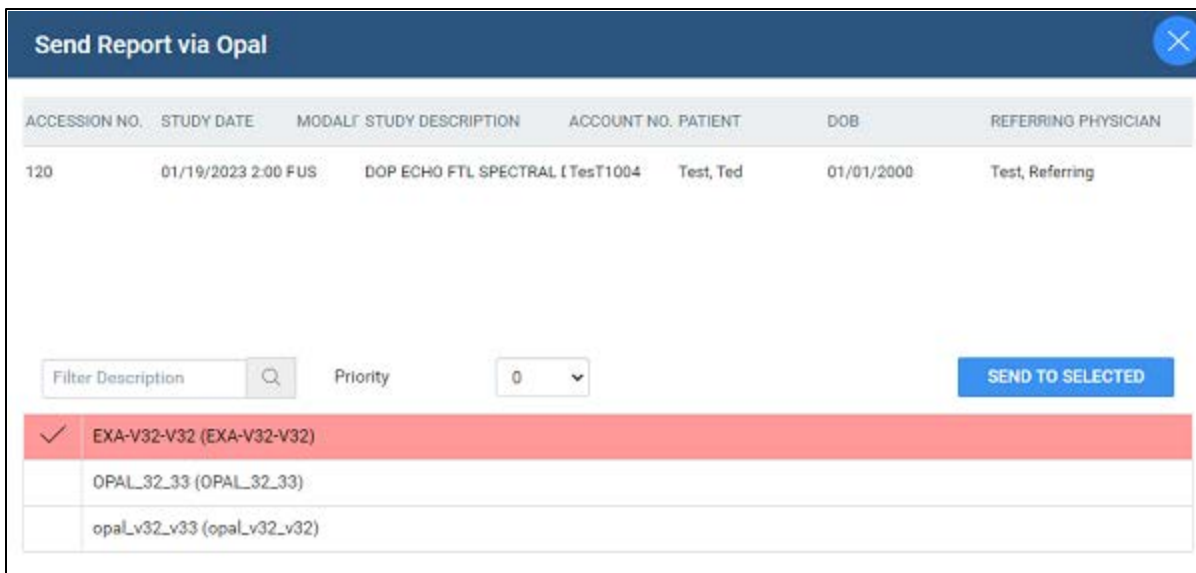 Send Report via Opal
ACCESSION NO. STUDY DATE MODALI STUDY DESCRIPTION ACCOUNT NO. PATIENT DOB REFERRING PHYSICIAN
120 01/19/2023 2:00 F US DOP ECHO FTL SPECTRAL TesT1004 Test, Ted 01/01/2000 Test, Referring
Filter Description Priority 0 SEND TO SELECTED
EXA-V32-V32 (EXA-V32-V32)
OPAL_32_33 (OPAL_32_33)
opal_v32_v33 (opal_v32_v32)